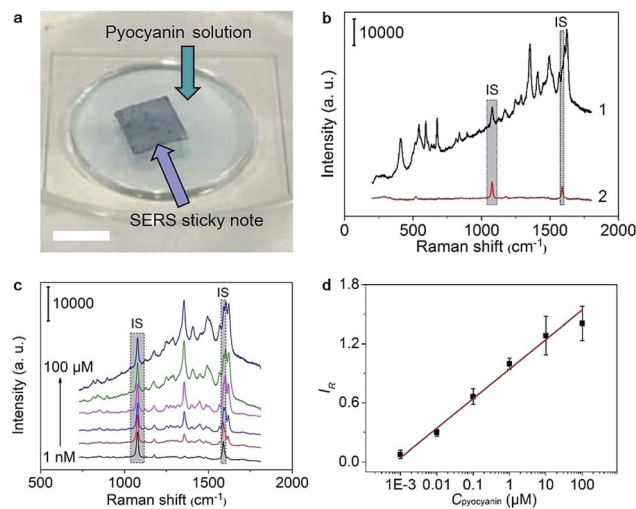 a
Pyocyanin solution
SERS sticky note
b
10000
IS
IS
1
2
Intensity (a. u.)
0 500 1000 1500 2000
Raman shift (cm⁻¹)
c
10000
IS
IS
100 μM
1 nM
Intensity (a. u.)
500 1000 1500 2000
Raman shift (cm⁻¹)
d
1.8
1.2
0.6
0.0
I_R
1E-3 0.01 0.1 1 10 100
Cpyocyanin (μM)